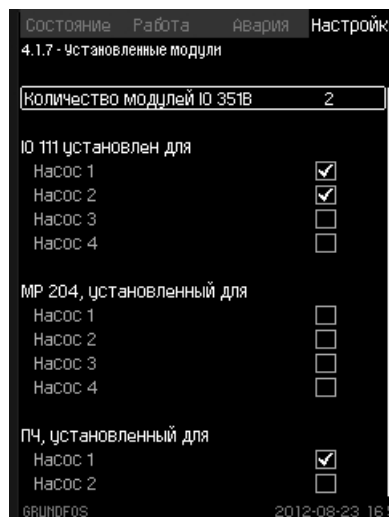 Состояние Работа Авария Настройк
4.1.7 - Установленные модули
Количество модулей IO 351B 2
IO 111 установлен для
Насос 1
Насос 2
Насос 3
Насос 4
MP 204, установленный для
Насос 1
Насос 2
Насос 3
Насос 4
ПЧ, установленный для
Насос 1
Насос 2
GRUNDFOS 2012-08-23 16: